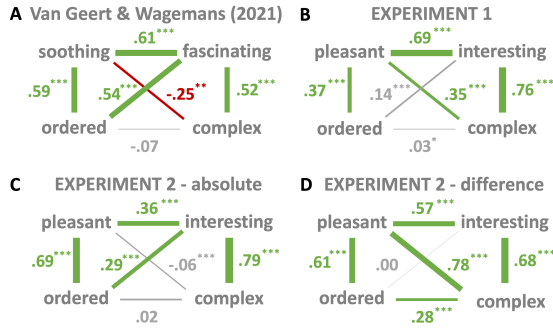 A Van Geert & Wagemans (2021)
.61***
soothing fascinating
.59*** .54*** -.25** .52***
ordered complex
-.07
B EXPERIMENT 1
.69***
pleasant interesting
.37*** .14*** .35*** .76***
ordered complex
.03*
C EXPERIMENT 2 - absolute
.36***
pleasant interesting
.69*** .29*** -.06*** .79***
ordered complex
.02
D EXPERIMENT 2 - difference
.57***
pleasant interesting
.61*** .00 .78*** .68***
ordered complex
.28***